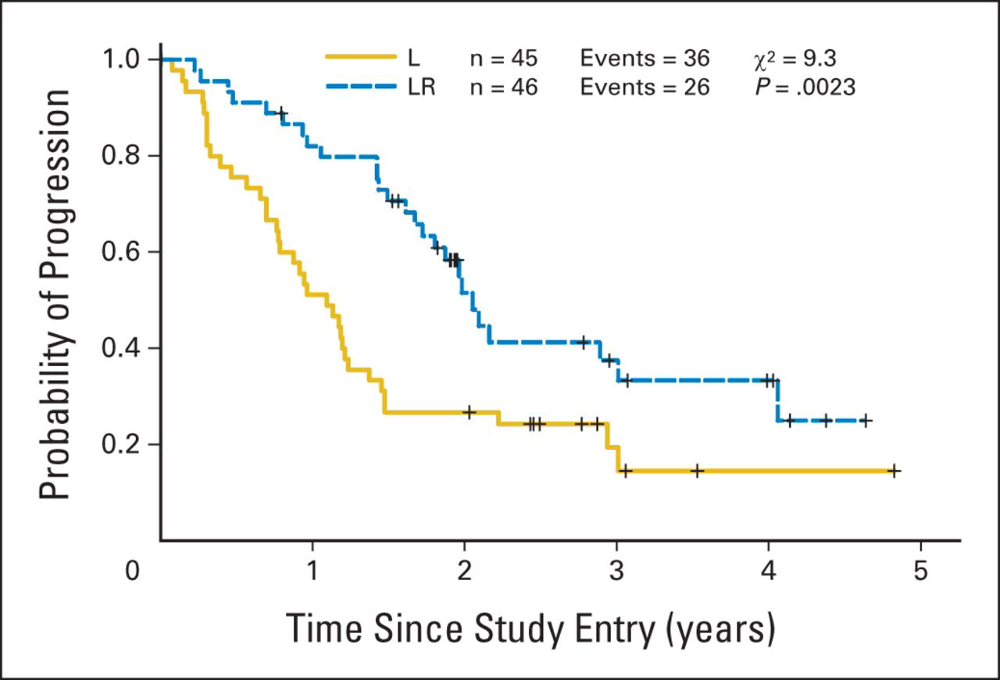 L n = 45 Events = 36 χ² = 9.3
LR n = 46 Events = 26 P = .0023
Probability of Progression
1.0
0.8
0.6
0.4
0.2
0 1 2 3 4 5
Time Since Study Entry (years)